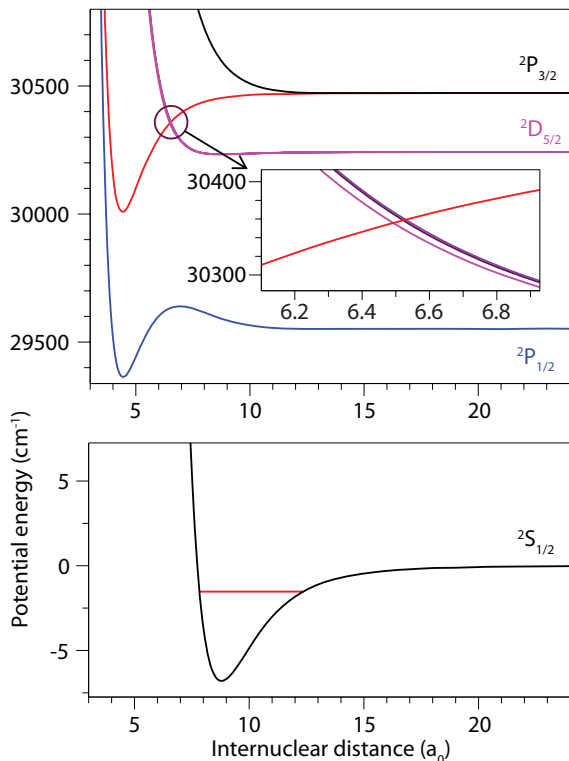 30500
30000
29500
²P₃/₂
²D₅/₂
30400
30300
6.2 6.4 6.6 6.8
²P₁/₂
5 10 15 20
Potential energy (cm⁻¹)
5
0
-5
²S₁/₂
5 10 15 20
Internuclear distance (a₀)